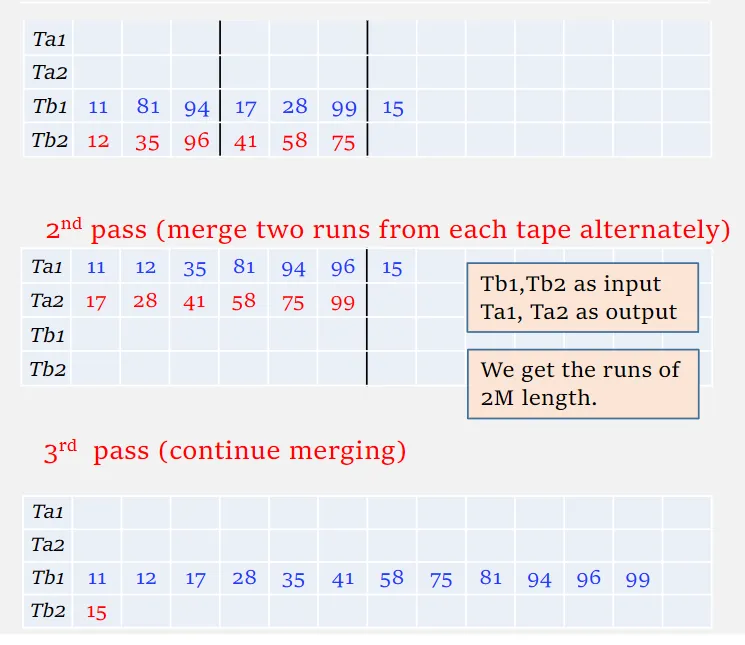 Ta1
Ta2
Tb1 11 81 94 17 28 99 15
Tb2 12 35 96 41 58 75
2nd pass (merge two runs from each tape alternately)
Ta1 11 12 35 81 94 96 15
Ta2 17 28 41 58 75 99
Tb1
Tb2
Tb1,Tb2 as input
Ta1, Ta2 as output
We get the runs of
2M length.
3rd pass (continue merging)
Ta1
Ta2
Tb1 11 12 17 28 35 41 58 75 81 94 96 99
Tb2 15